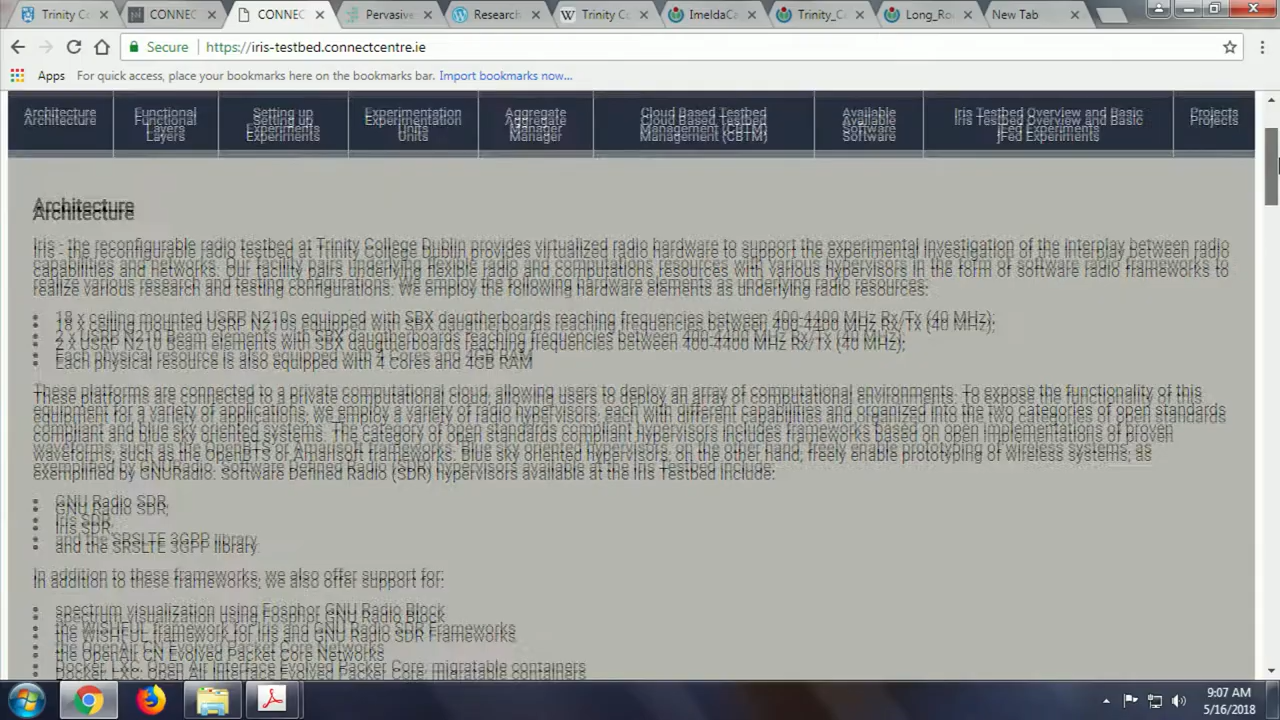 Trinity Co
CONNEC
CONNEC
Pervasive
Research
Trinity Co
ImeldaCa
Trinity_Co
Long_Roo
New Tab
Secure https://iris-testbed.connectcentre.ie
Apps For quick access, place your bookmarks here on the bookmarks bar. Import bookmarks now...
Architecture
Functional
Layers
Setting up
Experiments
Experimentation
Units
Aggregate
Manager
Cloud Based Testbed
Management (CBTM)
Available
Software
Iris Testbed Overview and Basic
jFed Experiments
Projects
Architecture
Iris - the reconfigurable radio testbed at Trinity College Dublin provides virtualized radio hardware to support the experimental investigation of the interplay between radio
capabilities and networks. Our facility pairs underlying flexible radio and computations resources with various hypervisors in the form of software radio frameworks to
realize various research and testing configurations. We employ the following hardware elements as underlying radio resources:
18 x ceiling mounted USRP N210s equipped with SBX daugtherboards reaching frequencies between 400-4400 MHz Rx/Tx (40 MHz);
2 x USRP N210 Beam elements with SBX daugtherboards reaching frequencies between 400-4400 MHz Rx/Tx (40 MHz);
Each physical resource is also equipped with 4 Cores and 4GB RAM
These platforms are connected to a private computational cloud, allowing users to deploy an array of computational environments. To expose the functionality of this
equipment for a variety of applications, we employ a variety of radio hypervisors, each with different capabilities and organized into the two categories of open standards
compliant and blue sky oriented systems. The category of open standards compliant hypervisors includes frameworks based on open implementations of proven
waveforms, such as the OpenBTS or Amarisoft frameworks. Blue sky oriented hypervisors, on the other hand, freely enable prototyping of wireless systems, as
exemplified by GNURadio. Software Defined Radio (SDR) hypervisors available at the Iris Testbed include:
GNU Radio SDR,
Iris SDR,
and the SRSLTE 3GPP library
In addition to these frameworks, we also offer support for:
spectrum visualization using Fosphor GNU Radio Block
the WiSHFUL framework for Iris and GNU Radio SDR Frameworks
the OpenAir CN Evolved Packet Core Networks
Docker, LXC, Open Air Interface Evolved Packer Core, migratable containers
9:07 AM
5/16/2018